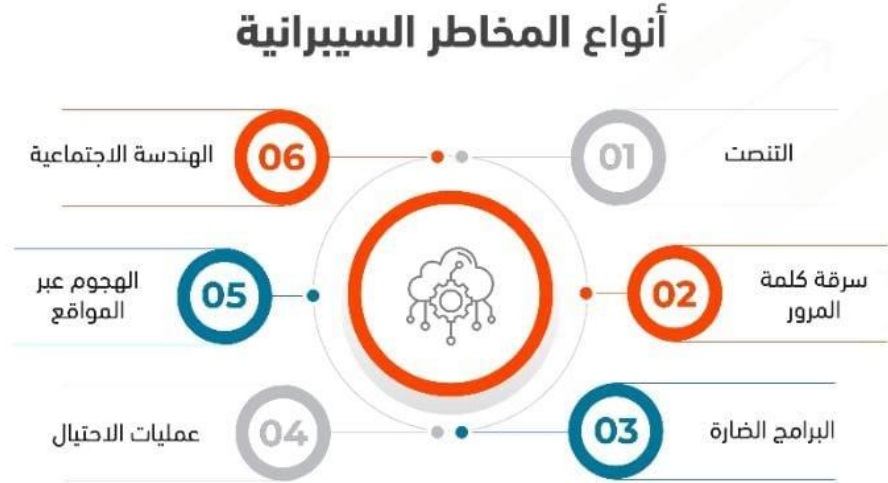 أنواع المخاطر السيبرانية
01
التنصت
02
سرقة كلمة
المرور
03
البرامج الضارة
04
عمليات الاحتيال
05
الهجوم عبر
المواقع
06
الهندسة الاجتماعية